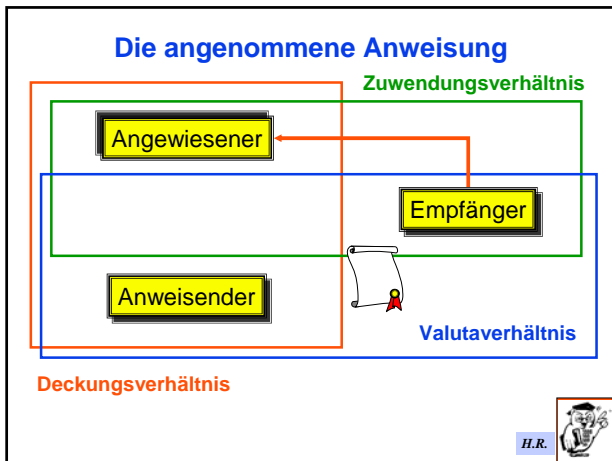 Die angenommene Anweisung
Zuwendungsverhältnis
Angewiesener
Empfänger
Anweisender
Valutaverhältnis
Deckungsverhältnis
H.R.